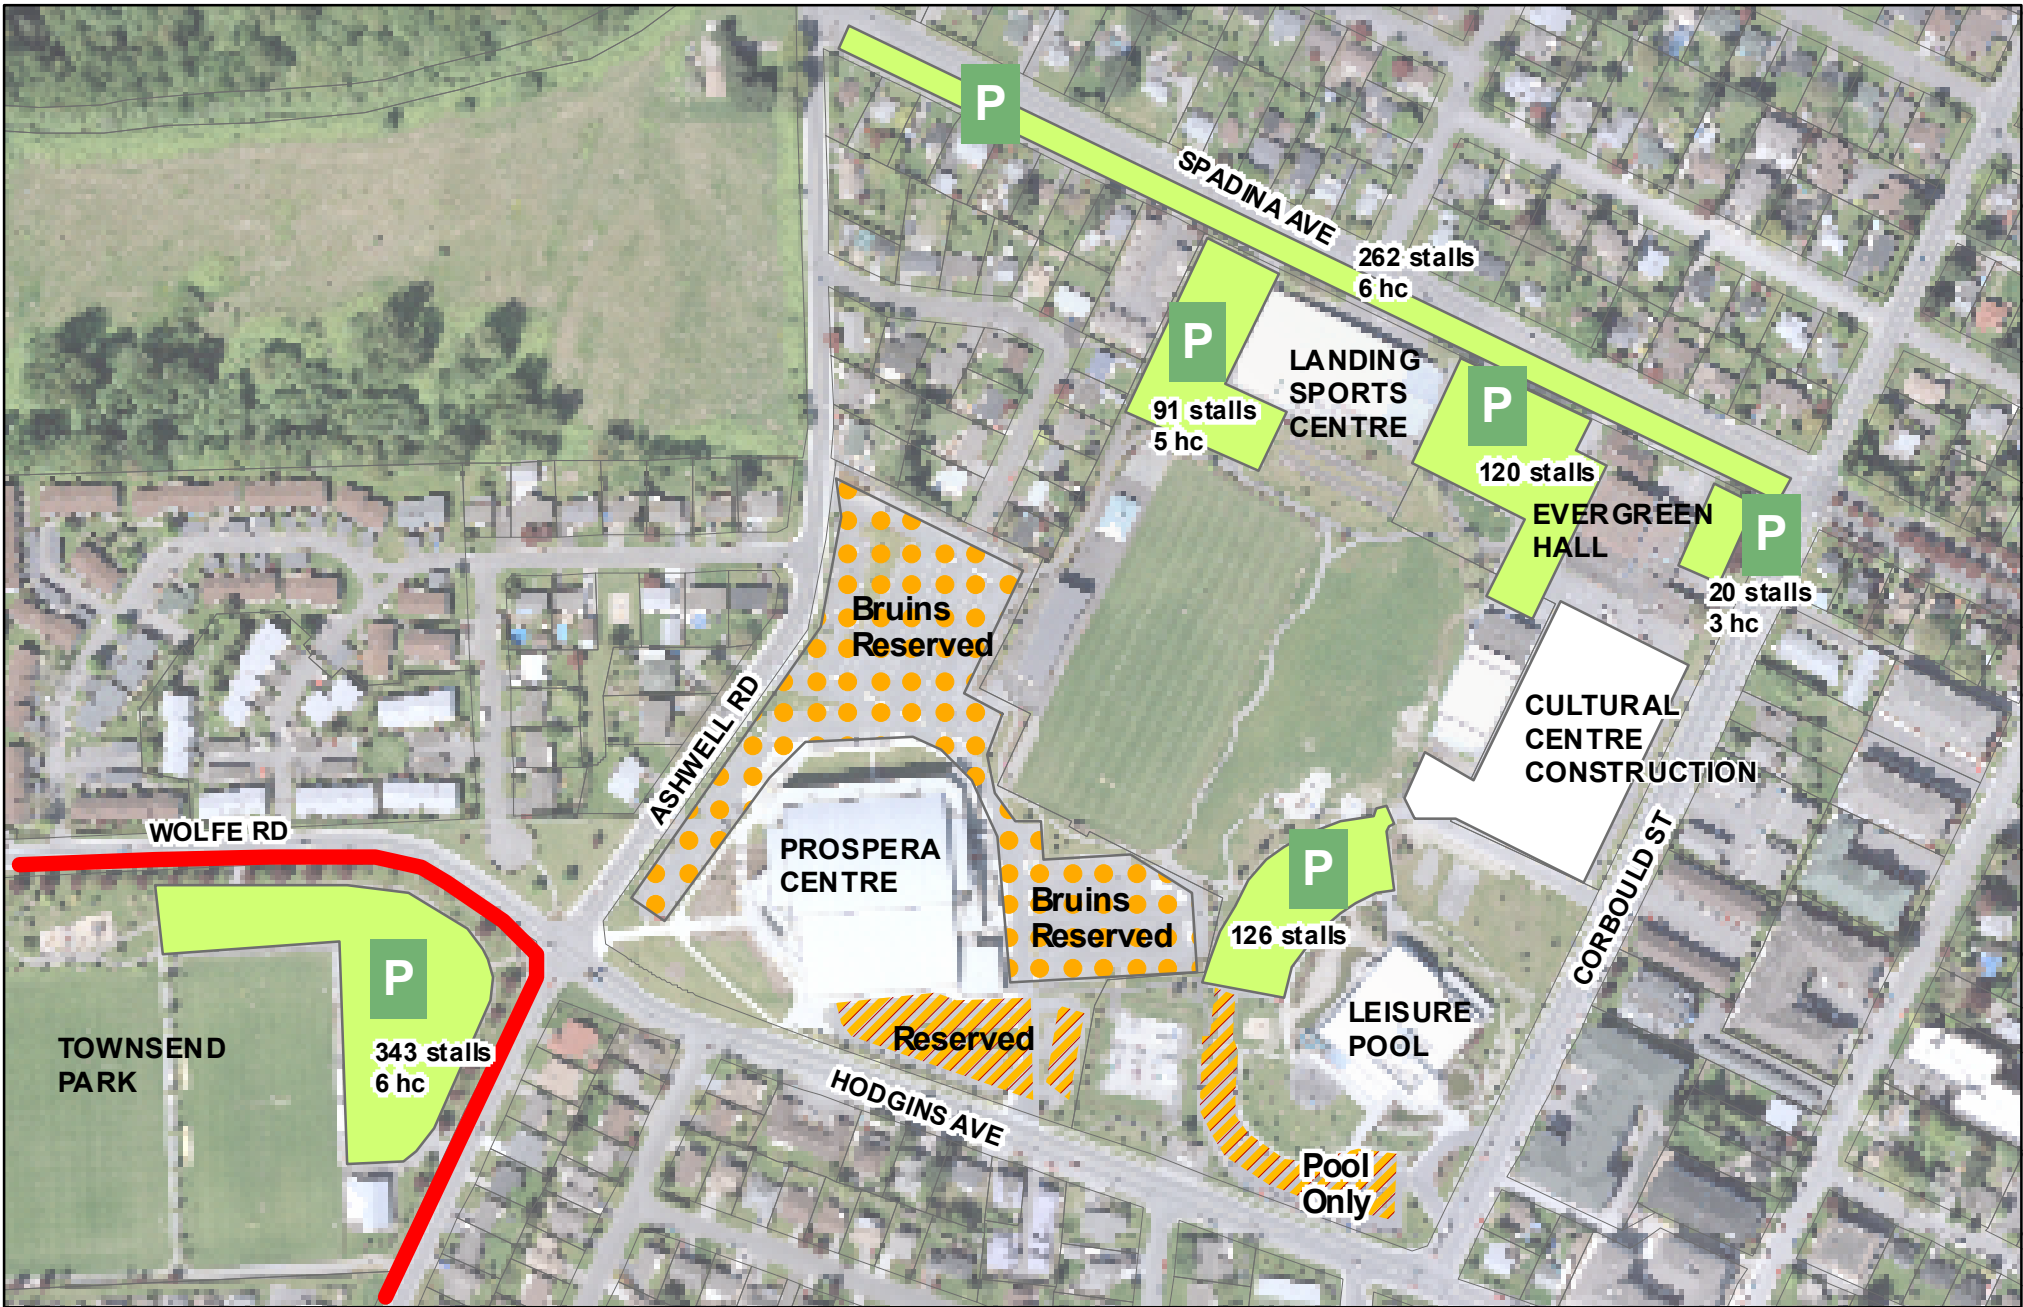 P
SPADINA AVE
262 stalls
6 hc
P
91 stalls
5 hc
LANDING
SPORTS
CENTRE
P
120 stalls
EVERGREEN
HALL
P
20 stalls
3 hc
Bruins
Reserved
ASHWELL RD
CULTURAL
CENTRE
CONSTRUCTION
WOLFE RD
PROSPERA
CENTRE
Bruins
Reserved
P
126 stalls
CORBOULD ST
P
343 stalls
6 hc
TOWNSEND
PARK
Reserved
HODGINS AVE
LEISURE
POOL
Pool
Only